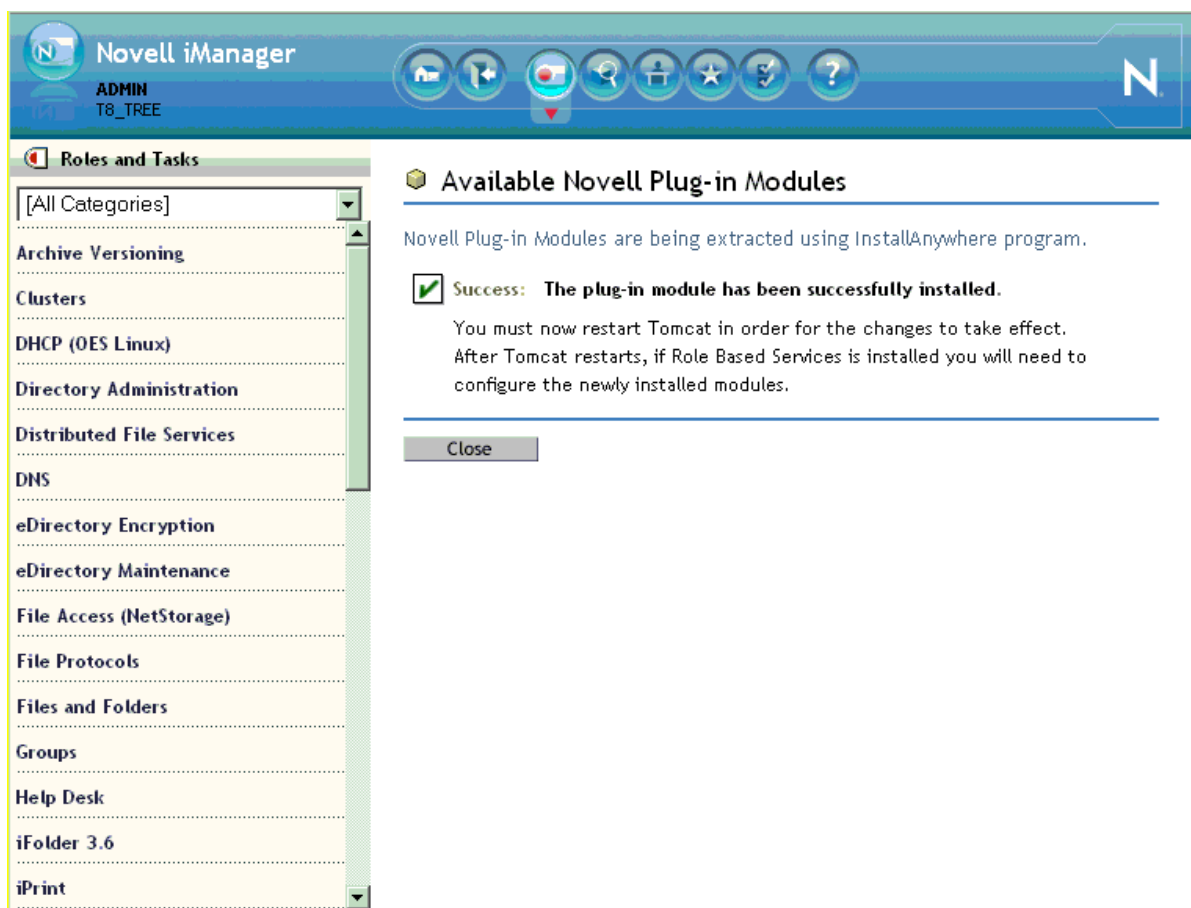 N
Novell iManager
ADMIN
T8_TREE
?
N
Roles and Tasks
[All Categories]
Archive Versioning
Clusters
DHCP (OES Linux)
Directory Administration
Distributed File Services
DNS
eDirectory Encryption
eDirectory Maintenance
File Access (NetStorage)
File Protocols
Files and Folders
Groups
Help Desk
iFolder 3.6
iPrint
Available Novell Plug-in Modules
Novell Plug-in Modules are being extracted using InstallAnywhere program.
Success: The plug-in module has been successfully installed.
You must now restart Tomcat in order for the changes to take effect.
After Tomcat restarts, if Role Based Services is installed you will need to
configure the newly installed modules.
Close